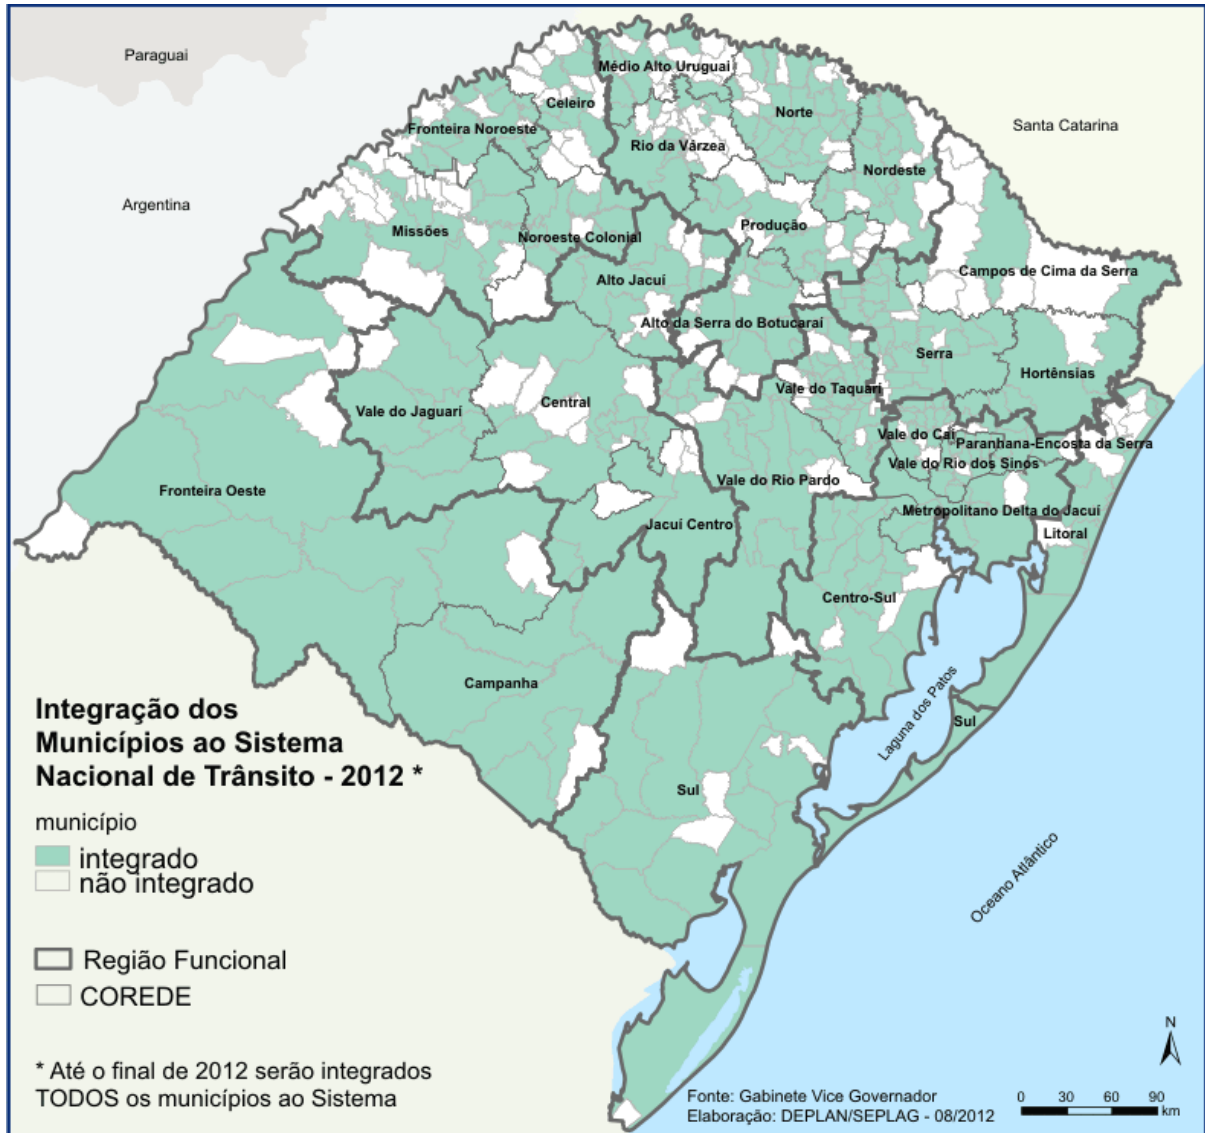 Paraguai
Santa Catarina
Argentina
Médio Alto Uruguai
Celeiro
Norte
Fronteira Noroeste
Rio da Várzea
Nordeste
Missões
Noroeste Colonial
Produção
Alto Jacuí
Campos de Cima da Serra
Alto da Serra do Botucaraí
Serra
Hortênsias
Vale do Taquari
Central
Vale do Jaguari
Vale do Caí
Paranhana-Encosta da Serra
Vale do Rio dos Sinos
Fronteira Oeste
Vale do Rio Pardo
Metropolitano Delta do Jacuí
Jacuí Centro
Litoral
Centro-Sul
Campanha
Laguna dos Patos
Sul
Sul
Oceano Atlântico
Integração dos
Municípios ao Sistema
Nacional de Trânsito - 2012 *
município
integrado
não integrado
Região Funcional
COREDE
* Até o final de 2012 serão integrados
TODOS os municípios ao Sistema
Fonte: Gabinete Vice Governador
Elaboração: DEPLAN/SEPLAG - 08/2012
N
0 30 60 90
km